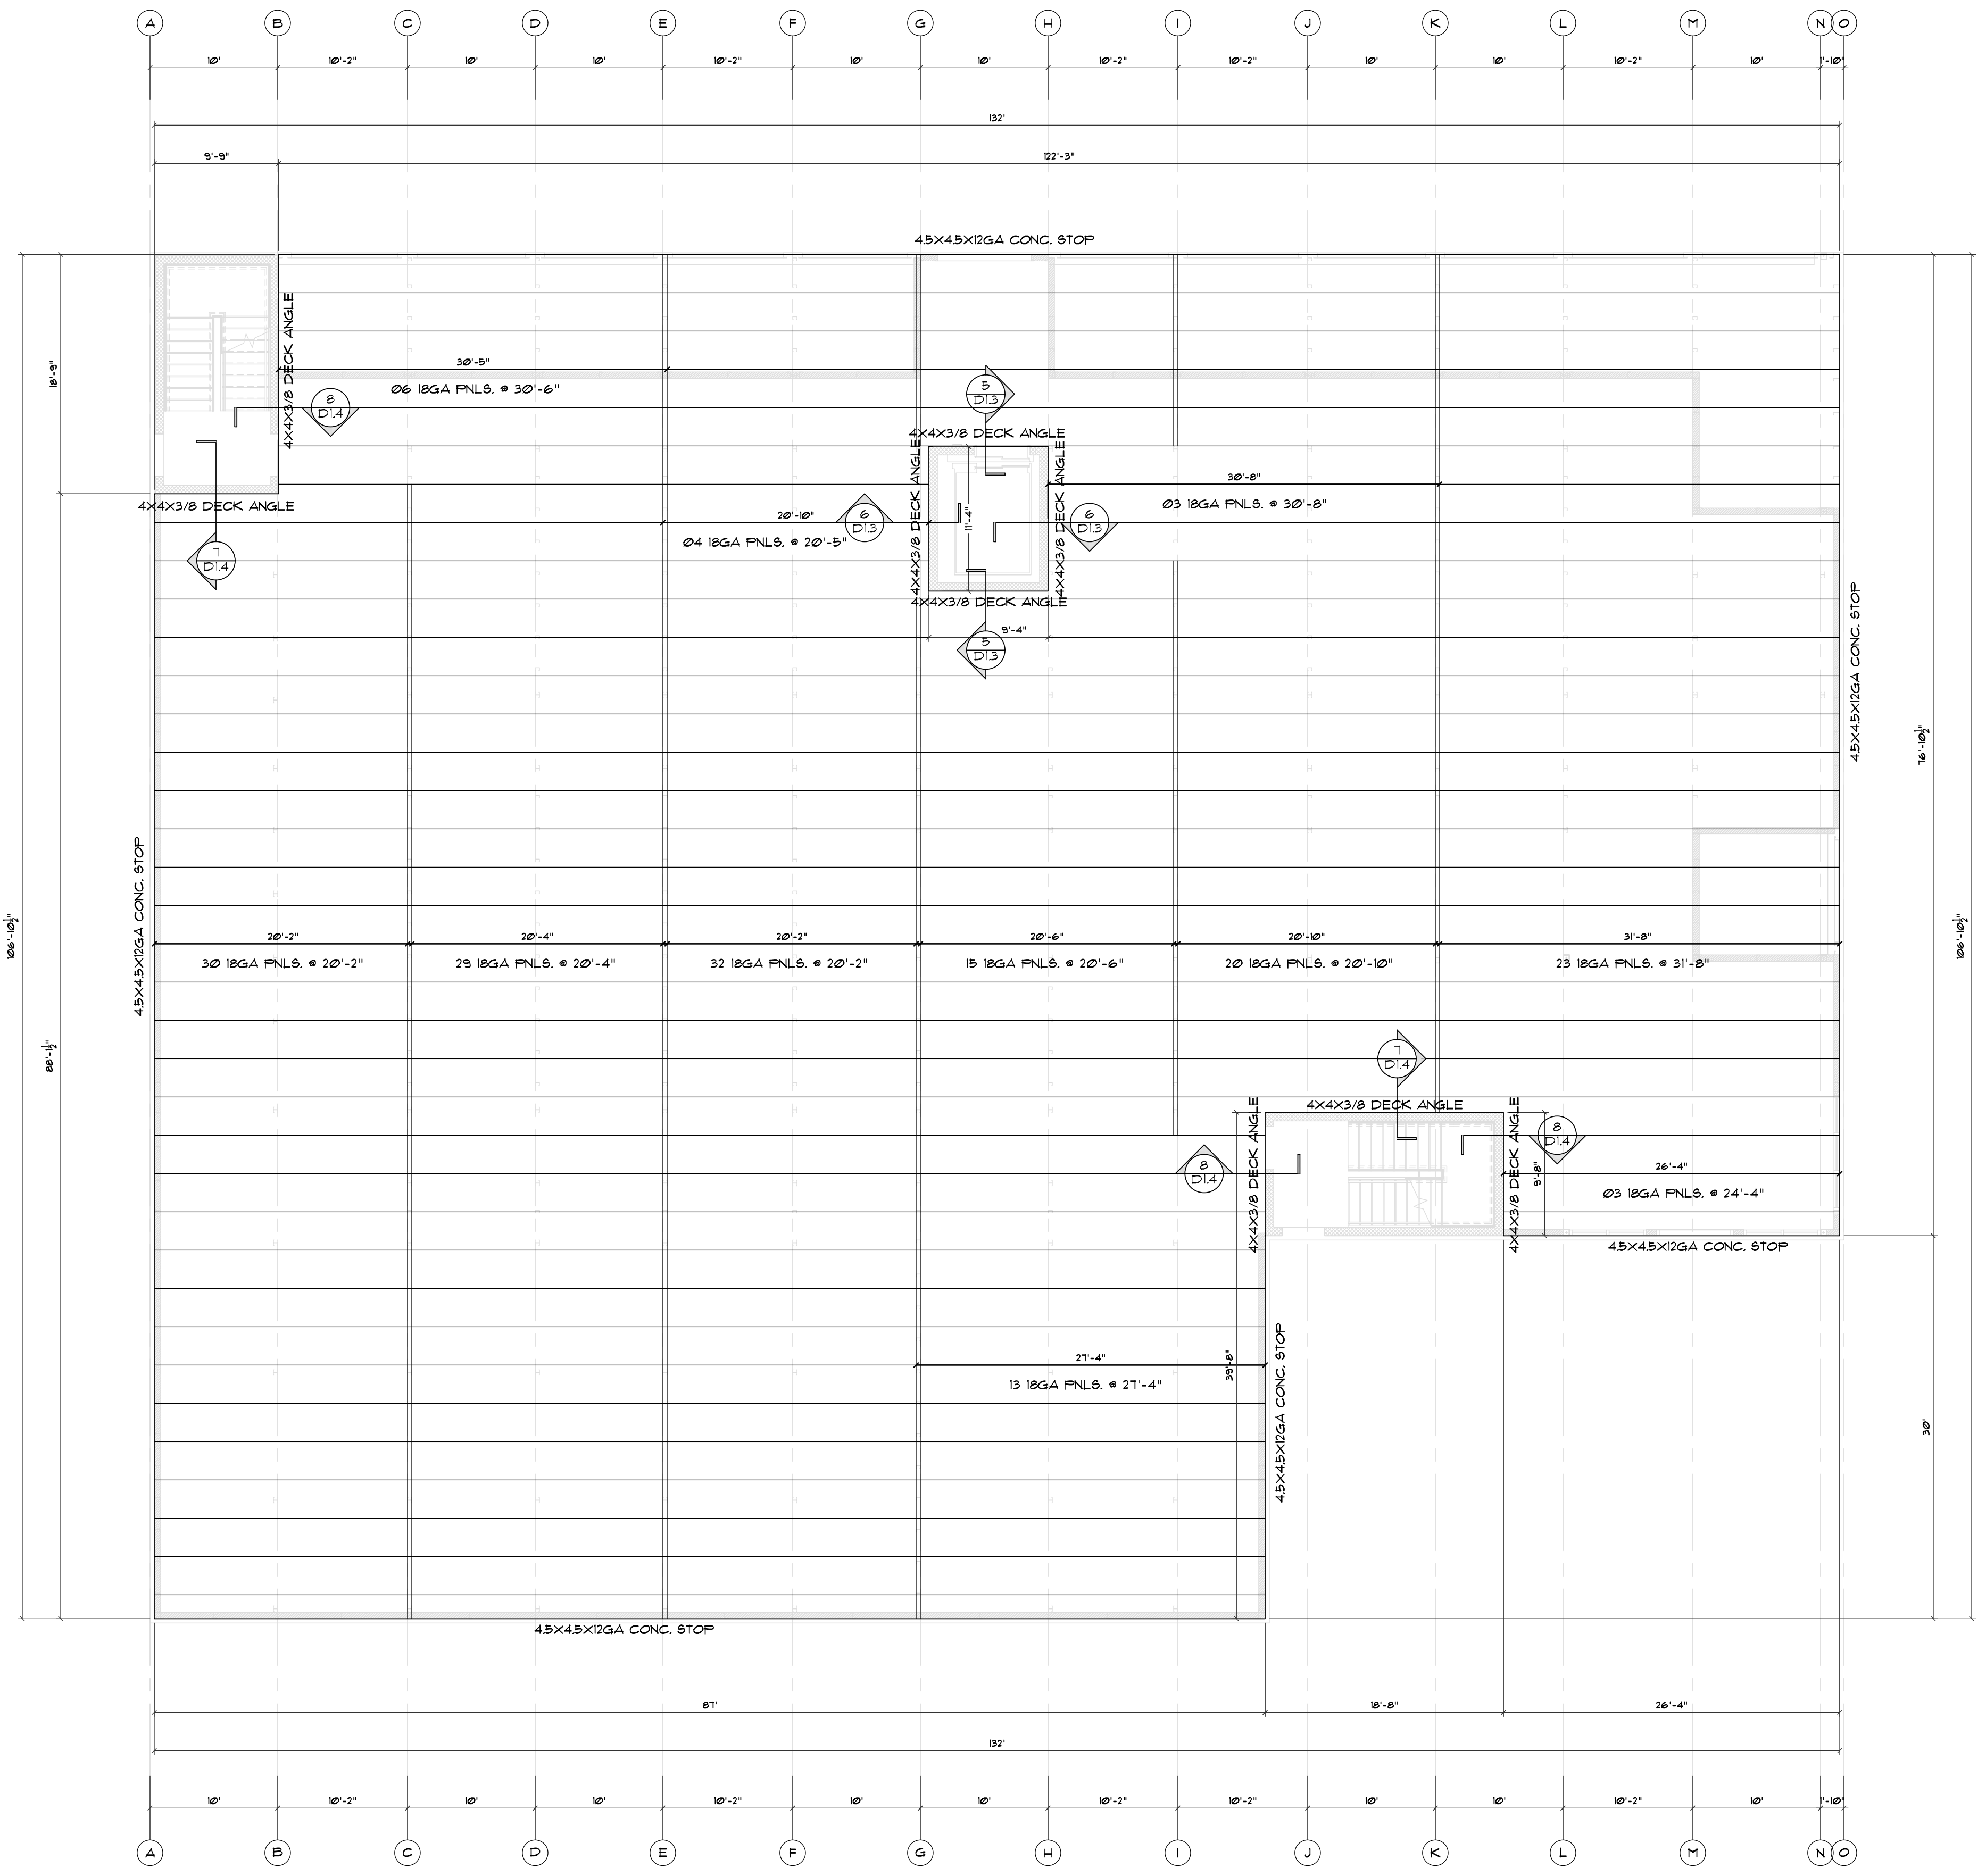 A B C D E F G H I J K L M N O
10' 10'-2" 10' 10' 10'-2" 10' 10' 10'-2" 10'-2" 10' 10' 10'-2" 10' 1'-10"
132'
9'-9" 122'-3"
4.5X4.5X12GA CONC. STOP
18'-9"
4X4X3/8 DECK ANGLE
30'-5"
06 18GA PNLS. @ 30'-6"
8
D1.4
5
D1.3
4X4X3/8 DECK ANGLE
4X4X3/8 DECK ANGLE
4X4X3/8 DECK ANGLE
30'-8"
03 18GA PNLS. @ 30'-8"
4X4X3/8 DECK ANGLE
20'-10"
04 18GA PNLS. @ 20'-5"
6
D1.3
11'-4"
6
D1.3
7
D1.4
4X4X3/8 DECK ANGLE
9'-4"
5
D1.3
4.5X4.5X12GA CONC. STOP
76'-10 1/2"
4.5X4.5X12GA CONC. STOP
106'-10 1/2"
106'-10 1/2"
88'-1 1/2"
20'-2" 20'-4" 20'-2" 20'-6" 20'-10" 31'-8"
30 18GA PNLS. @ 20'-2" 29 18GA PNLS. @ 20'-4" 32 18GA PNLS. @ 20'-2" 15 18GA PNLS. @ 20'-6" 20 18GA PNLS. @ 20'-10" 23 18GA PNLS. @ 31'-8"
7
D1.4
4X4X3/8 DECK ANGLE
4X4X3/8 DECK ANGLE
4X4X3/8 DECK ANGLE
8
D1.4
8
D1.4
9'-8"
26'-4"
03 18GA PNLS. @ 24'-4"
4.5X4.5X12GA CONC. STOP
27'-4"
13 18GA PNLS. @ 27'-4"
39'-8"
4.5X4.5X12GA CONC. STOP
30'
4.5X4.5X12GA CONC. STOP
87' 18'-8" 26'-4"
132'
10' 10'-2" 10' 10' 10'-2" 10' 10' 10'-2" 10'-2" 10' 10' 10'-2" 10' 1'-10"
A B C D E F G H I J K L M N O